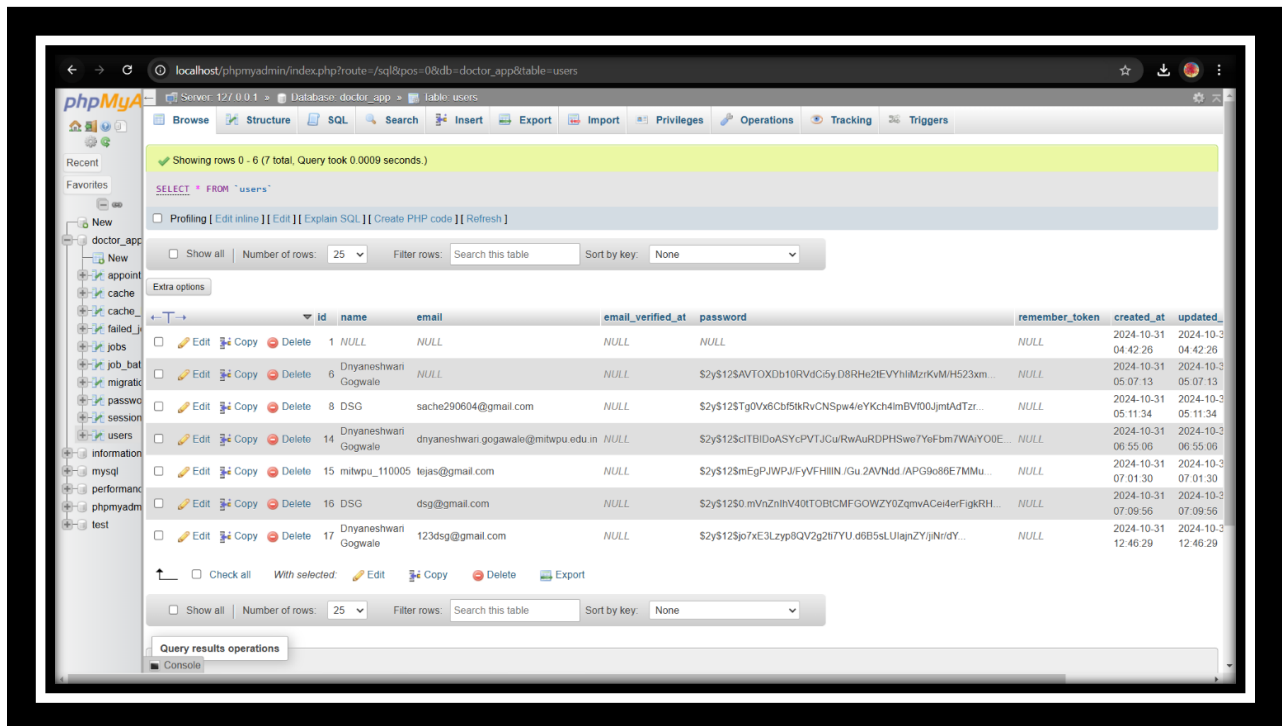 localhost/phpmyadmin/index.php?route=/sql&pos=0&db=doctor_app&table=users
phpMyA
Server: 127.0.0.1 » Database: doctor_app » Table: users
Browse Structure SQL Search Insert Export Import Privileges Operations Tracking Triggers
Recent
Favorites
New
doctor_app
New
appoint
cache
cache_
failed_j
jobs
job_bat
migratio
passwo
session
users
information
mysql
performanc
phpmyadm
test
Showing rows 0 - 6 (7 total, Query took 0.0009 seconds.)
SELECT * FROM `users`
Profiling [ Edit inline ] [ Edit ] [ Explain SQL ] [ Create PHP code ] [ Refresh ]
Show all Number of rows: 25 Filter rows: Search this table Sort by key: None
Extra options
id name email email_verified_at password remember_token created_at updated_
Edit Copy Delete 1 NULL NULL NULL NULL NULL 2024-10-31 04:42:26 2024-10-3 04:42:26
Edit Copy Delete 6 Dnyaneshwari Gogwale NULL NULL $2y$12$AVTOXDb10RVdCi5y.D8RHe2tEVYhIiMzrKvM/H523xm... NULL 2024-10-31 05:07:13 2024-10-3 05:07:13
Edit Copy Delete 8 DSG sache290604@gmail.com NULL $2y$12$Tg0Vx6Cbf5tkRvCNSpw4/eYKch4lmBVf00JjmtAdTzr... NULL 2024-10-31 05:11:34 2024-10-3 05:11:34
Edit Copy Delete 14 Dnyaneshwari Gogwale dnyaneshwari.gogawale@mitwpu.edu.in NULL $2y$12$clTBIDoASYcPVTJCu/RwAuRDPHSwe7YeFbm7WAiYO0E... NULL 2024-10-31 06:55:06 2024-10-3 06:55:06
Edit Copy Delete 15 mitwpu_110005 tejas@gmail.com NULL $2y$12$mEgPJWPJ/FyVFHlIlN./Gu.2AVNdd./APG9o86E7MMu... NULL 2024-10-31 07:01:30 2024-10-3 07:01:30
Edit Copy Delete 16 DSG dsg@gmail.com NULL $2y$12$0.mVnZnlhV40tTOBtCMFGOWZY0ZqmvACei4erFigkRH... NULL 2024-10-31 07:09:56 2024-10-3 07:09:56
Edit Copy Delete 17 Dnyaneshwari Gogwale 123dsg@gmail.com NULL $2y$12$jo7xE3Lzyp8QV2g2ti7YU.d6B5sLUlajnZY/jiNr/dY... NULL 2024-10-31 12:46:29 2024-10-3 12:46:29
Check all With selected: Edit Copy Delete Export
Show all Number of rows: 25 Filter rows: Search this table Sort by key: None
Query results operations
Console